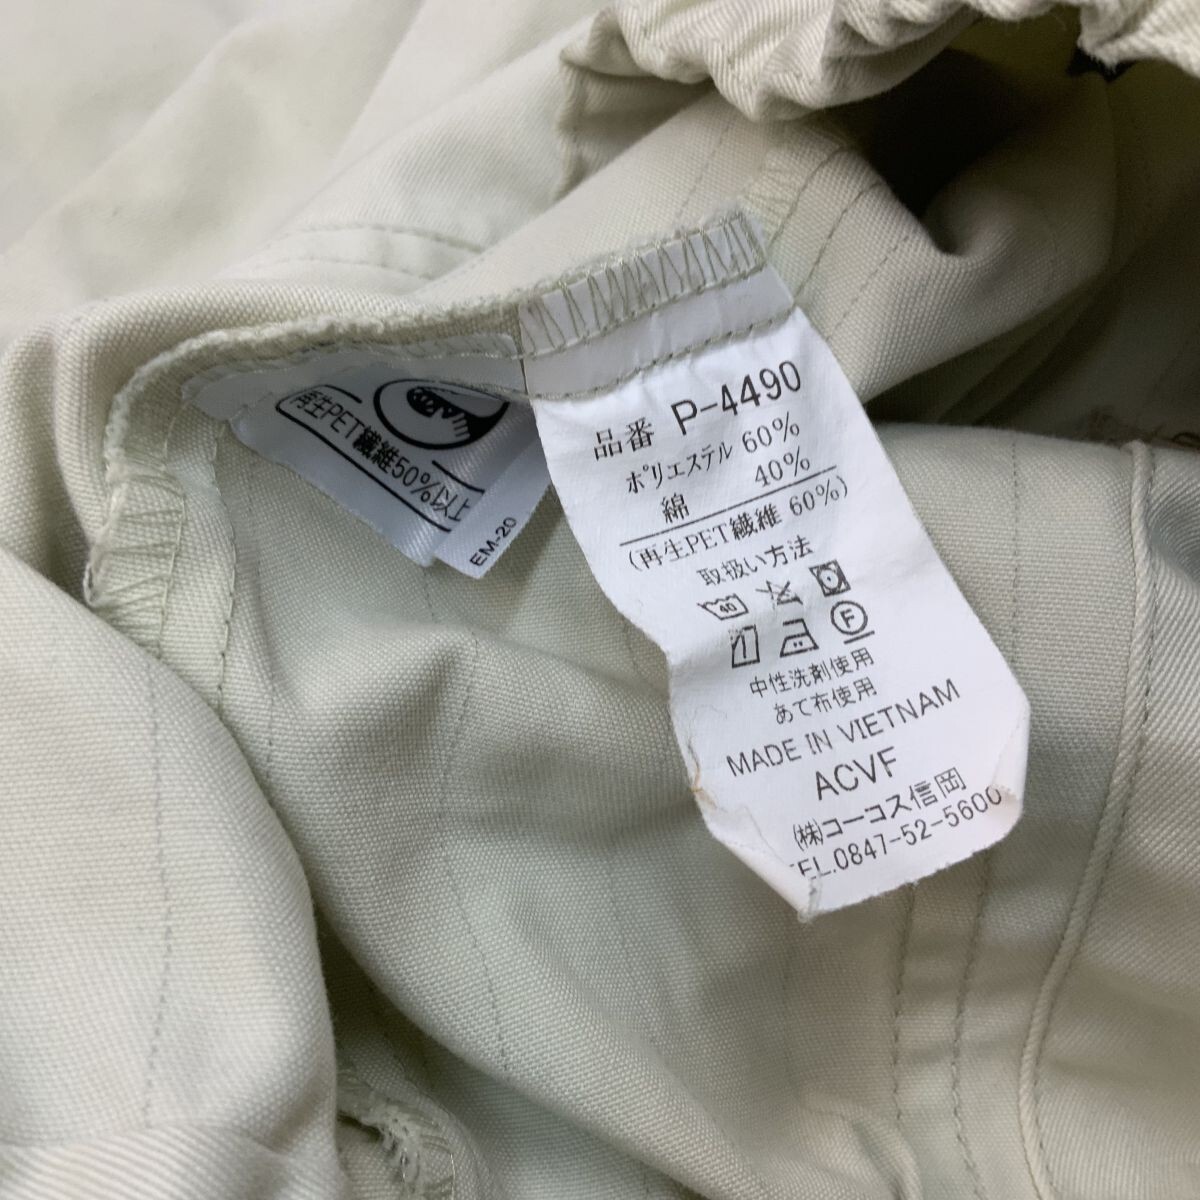 再生PET繊維50%以上
EM-20
品番 P-4490
ポリエステル 60%
綿 40%
(再生PET繊維 60%)
取扱い方法
40
F
中性洗剤使用
あて布使用
MADE IN VIETNAM
ACVF
(株)コーコス信岡
TEL.0847-52-5600